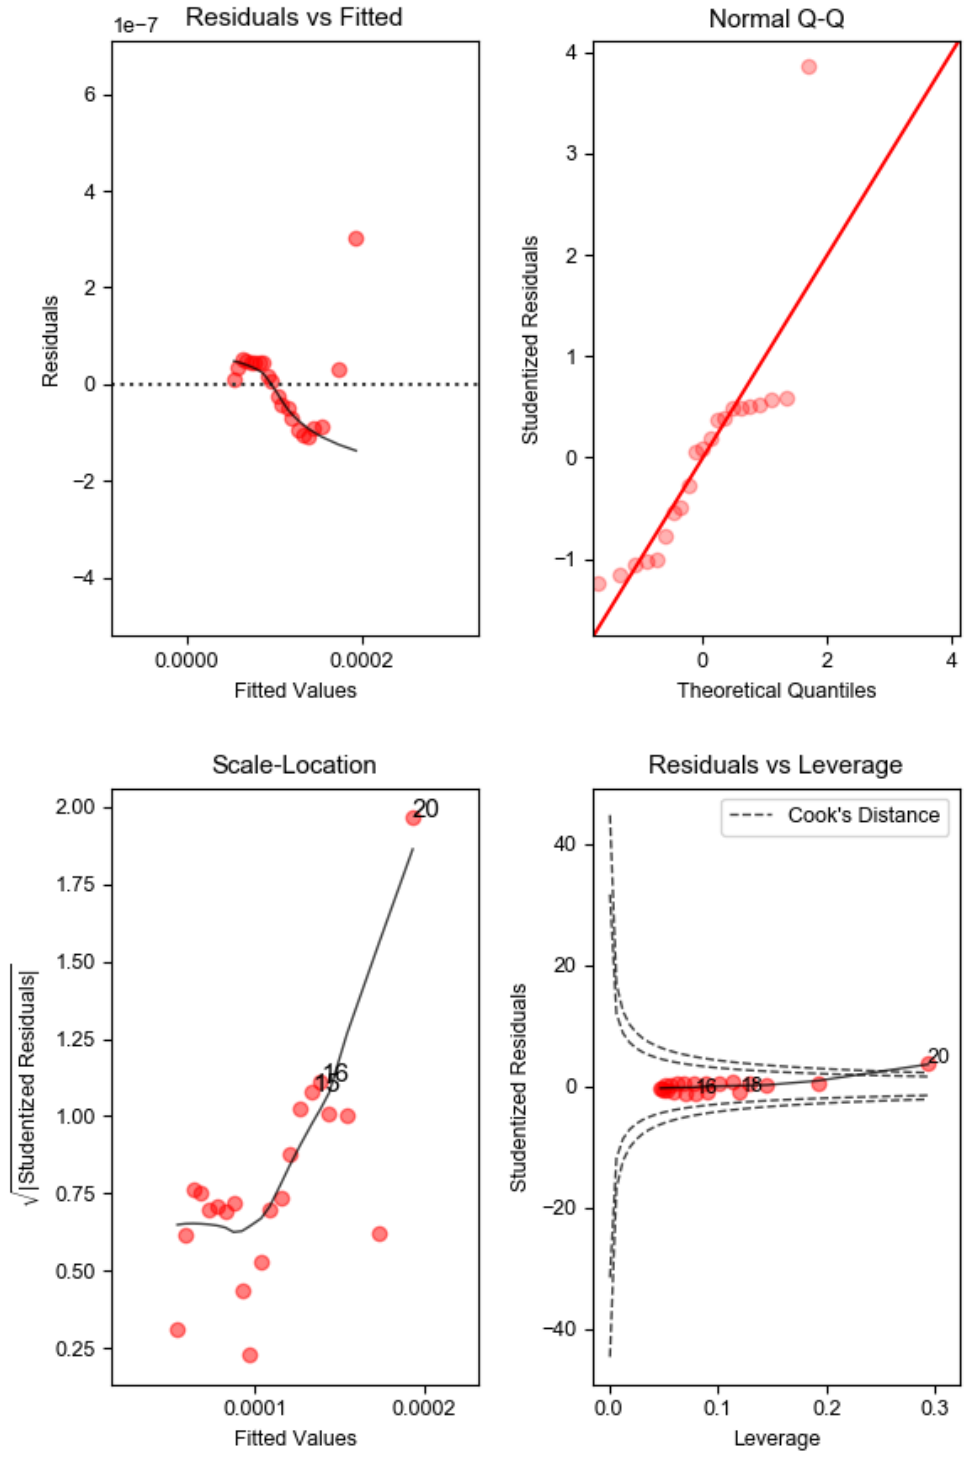 Residuals vs Fitted
1e−7
6
4
2
0
−2
−4
Residuals
0.0000
0.0002
Fitted Values
Normal Q-Q
4
3
2
1
0
−1
Studentized Residuals
0
2
4
Theoretical Quantiles
Scale-Location
2.00
1.75
1.50
1.25
1.00
0.75
0.50
0.25
√|Studentized Residuals|
20
16
0.0001
0.0002
Fitted Values
Residuals vs Leverage
Cook's Distance
40
20
0
−20
−40
Studentized Residuals
20
16
0.0
0.1
0.2
0.3
Leverage